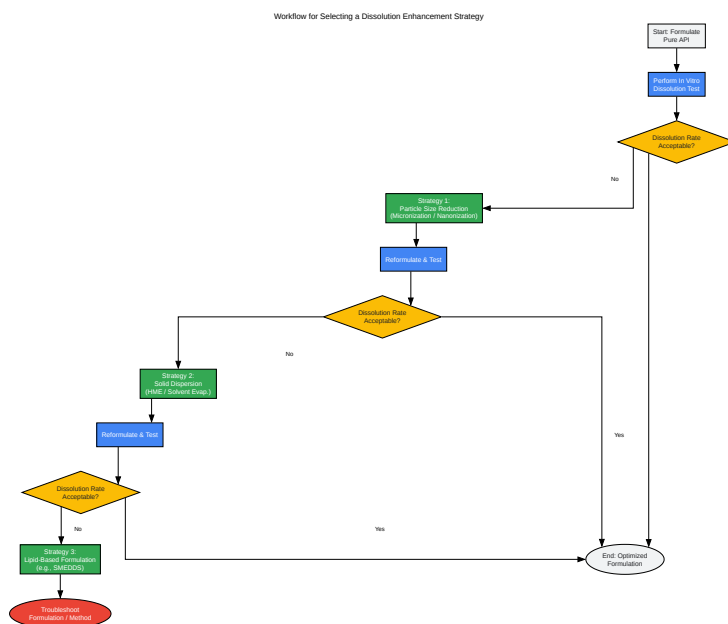 Workflow for Selecting a Dissolution Enhancement Strategy
Start: Formulate
Pure API
Perform In Vitro
Dissolution Test
Dissolution Rate
Acceptable?
No
Strategy 1:
Particle Size Reduction
(Micronization / Nanonization)
Reformulate & Test
Dissolution Rate
Acceptable?
No
Strategy 2:
Solid Dispersion
(HME / Solvent Evap.)
Reformulate & Test
Yes
Dissolution Rate
Acceptable?
No
Yes
Strategy 3:
Lipid-Based Formulation
(e.g., SMEDDS)
End: Optimized
Formulation
Troubleshoot
Formulation / Method